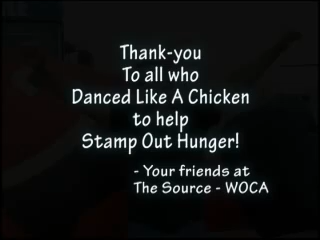 Thank-you
To all who
Danced Like A Chicken
to help
Stamp Out Hunger!
- Your friends at
The Source - WOCA